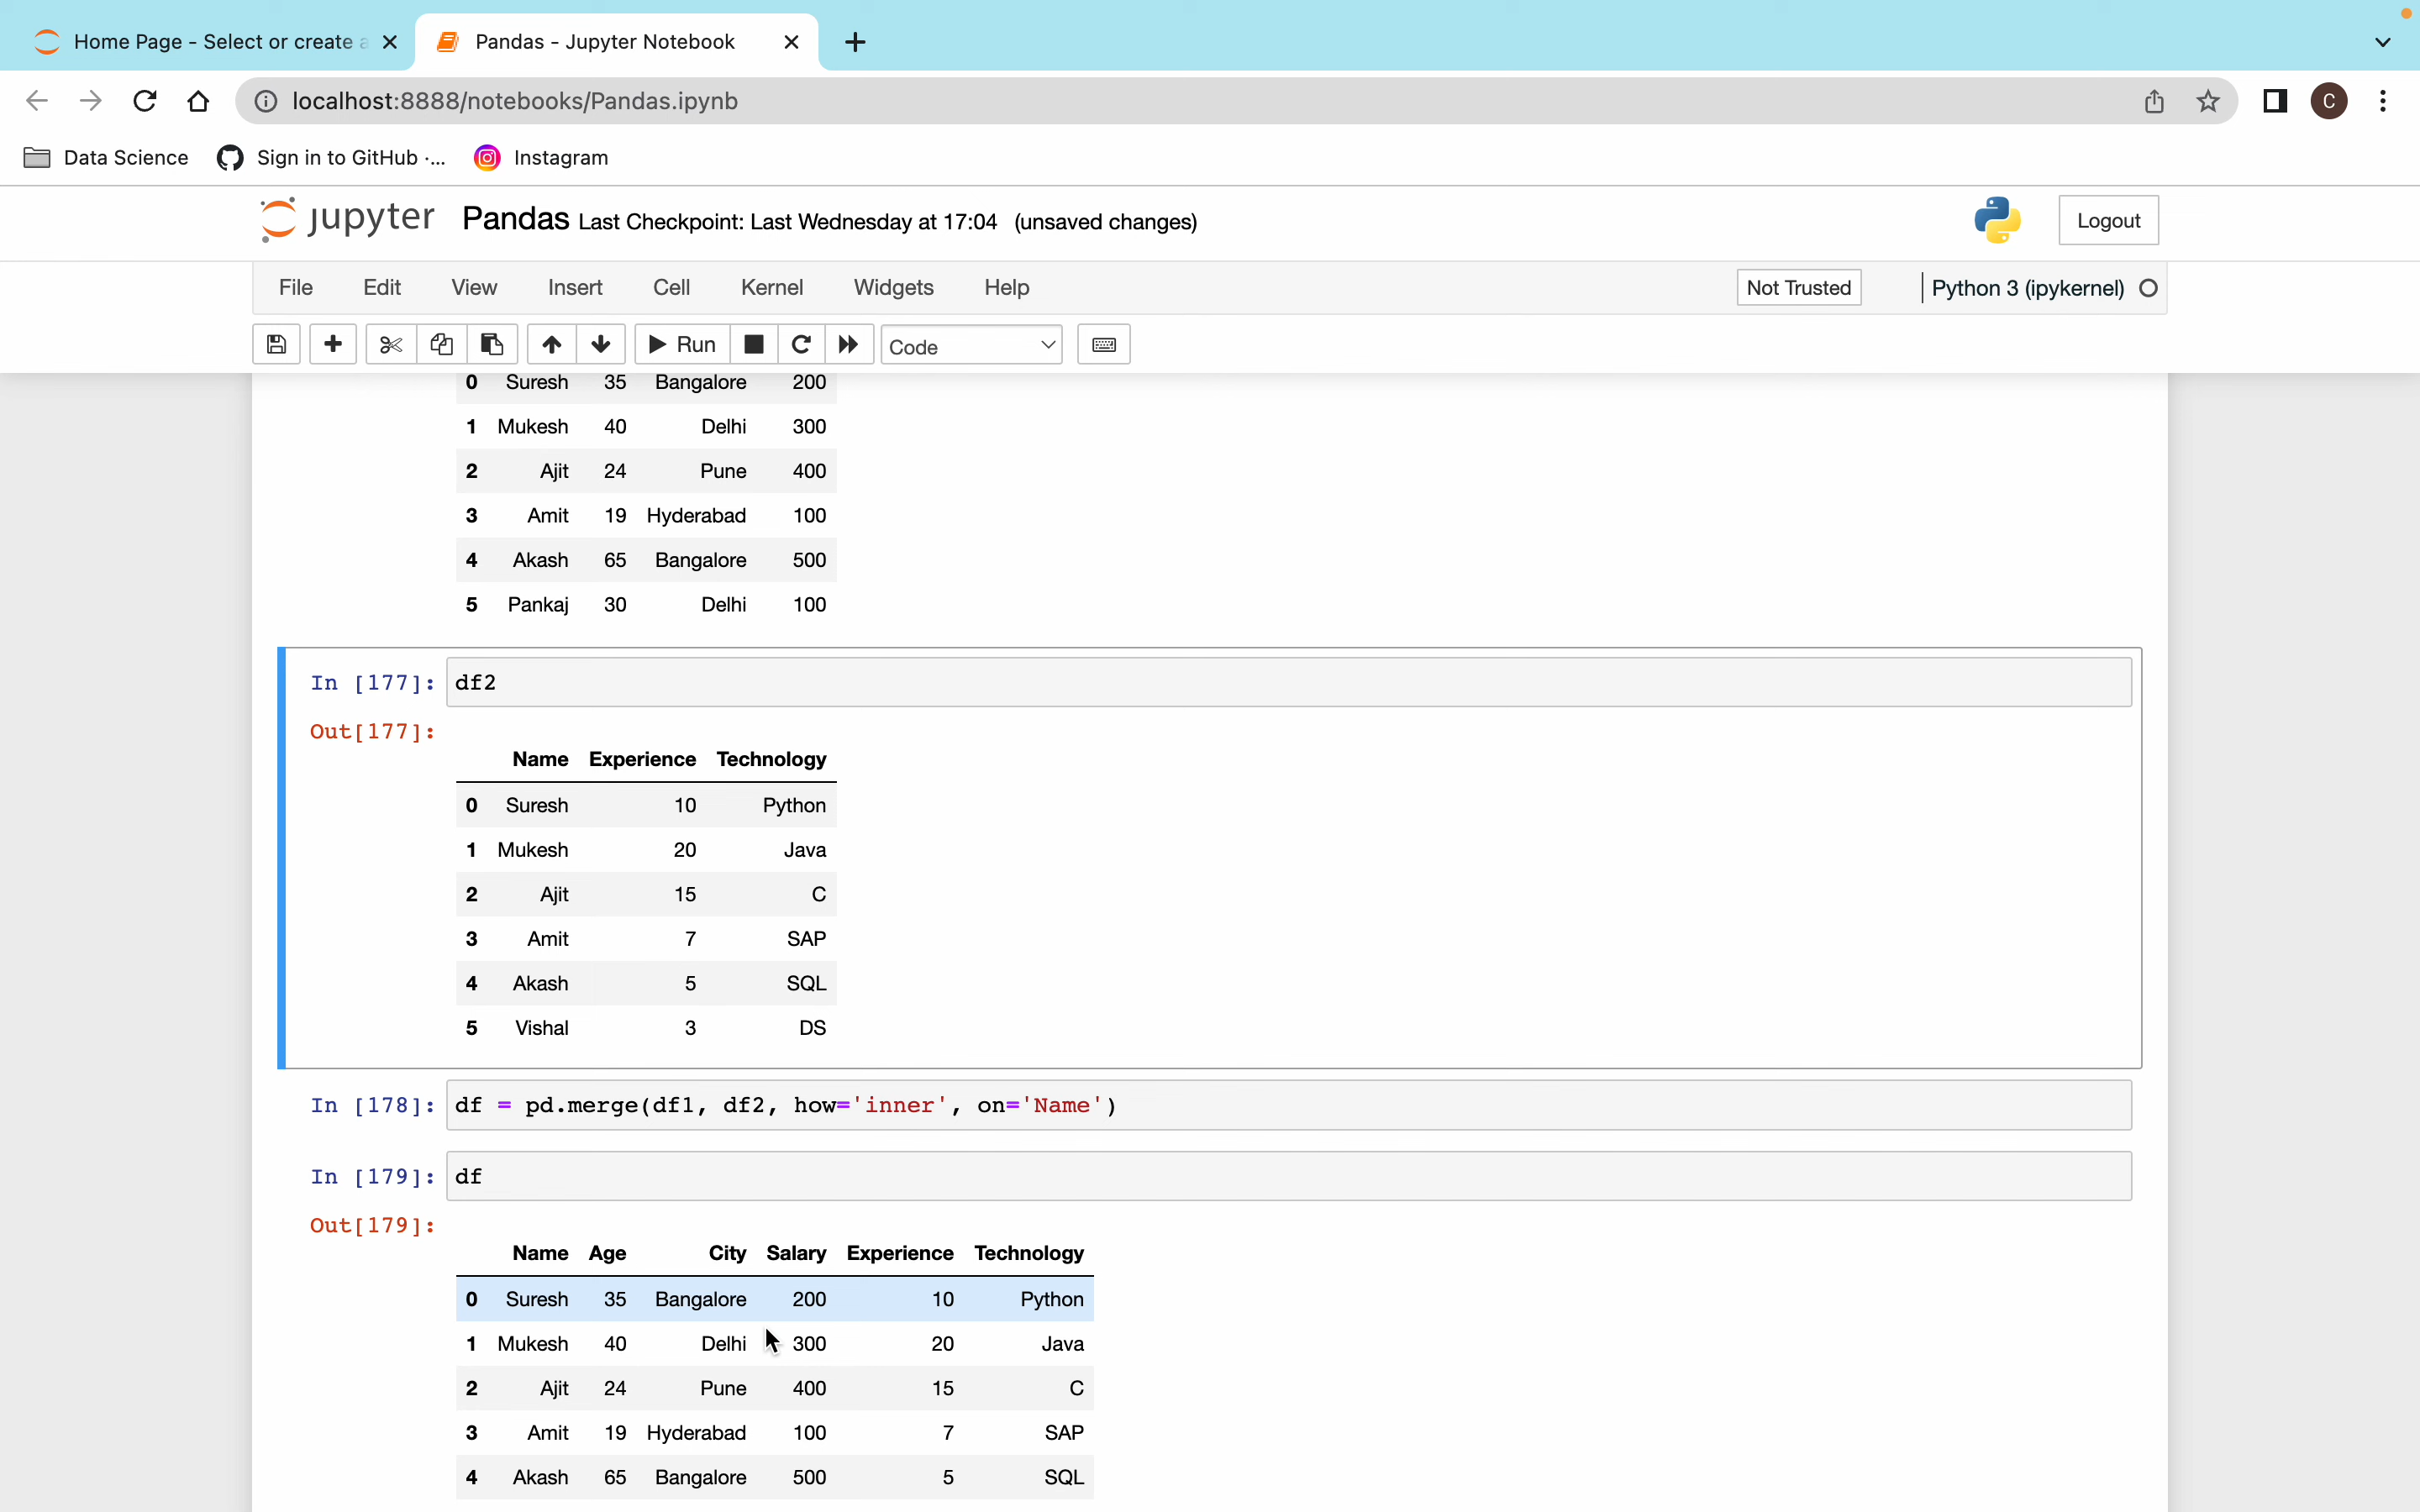 Home Page - Select or create a
Pandas - Jupyter Notebook
localhost:8888/notebooks/Pandas.ipynb
C
Data Science
Sign in to GitHub ·...
Instagram
jupyter
Pandas Last Checkpoint: Last Wednesday at 17:04 (unsaved changes)
Logout
File Edit View Insert Cell Kernel Widgets Help
Not Trusted
Python 3 (ipykernel)
Run
Code
0 Suresh 35 Bangalore 200
1 Mukesh 40 Delhi 300
2 Ajit 24 Pune 400
3 Amit 19 Hyderabad 100
4 Akash 65 Bangalore 500
5 Pankaj 30 Delhi 100
In [177]: df2
Out[177]:
Name Experience Technology
0 Suresh 10 Python
1 Mukesh 20 Java
2 Ajit 15 C
3 Amit 7 SAP
4 Akash 5 SQL
5 Vishal 3 DS
In [178]: df = pd.merge(df1, df2, how='inner', on='Name')
In [179]: df
Out[179]:
Name Age City Salary Experience Technology
0 Suresh 35 Bangalore 200 10 Python
1 Mukesh 40 Delhi 300 20 Java
2 Ajit 24 Pune 400 15 C
3 Amit 19 Hyderabad 100 7 SAP
4 Akash 65 Bangalore 500 5 SQL